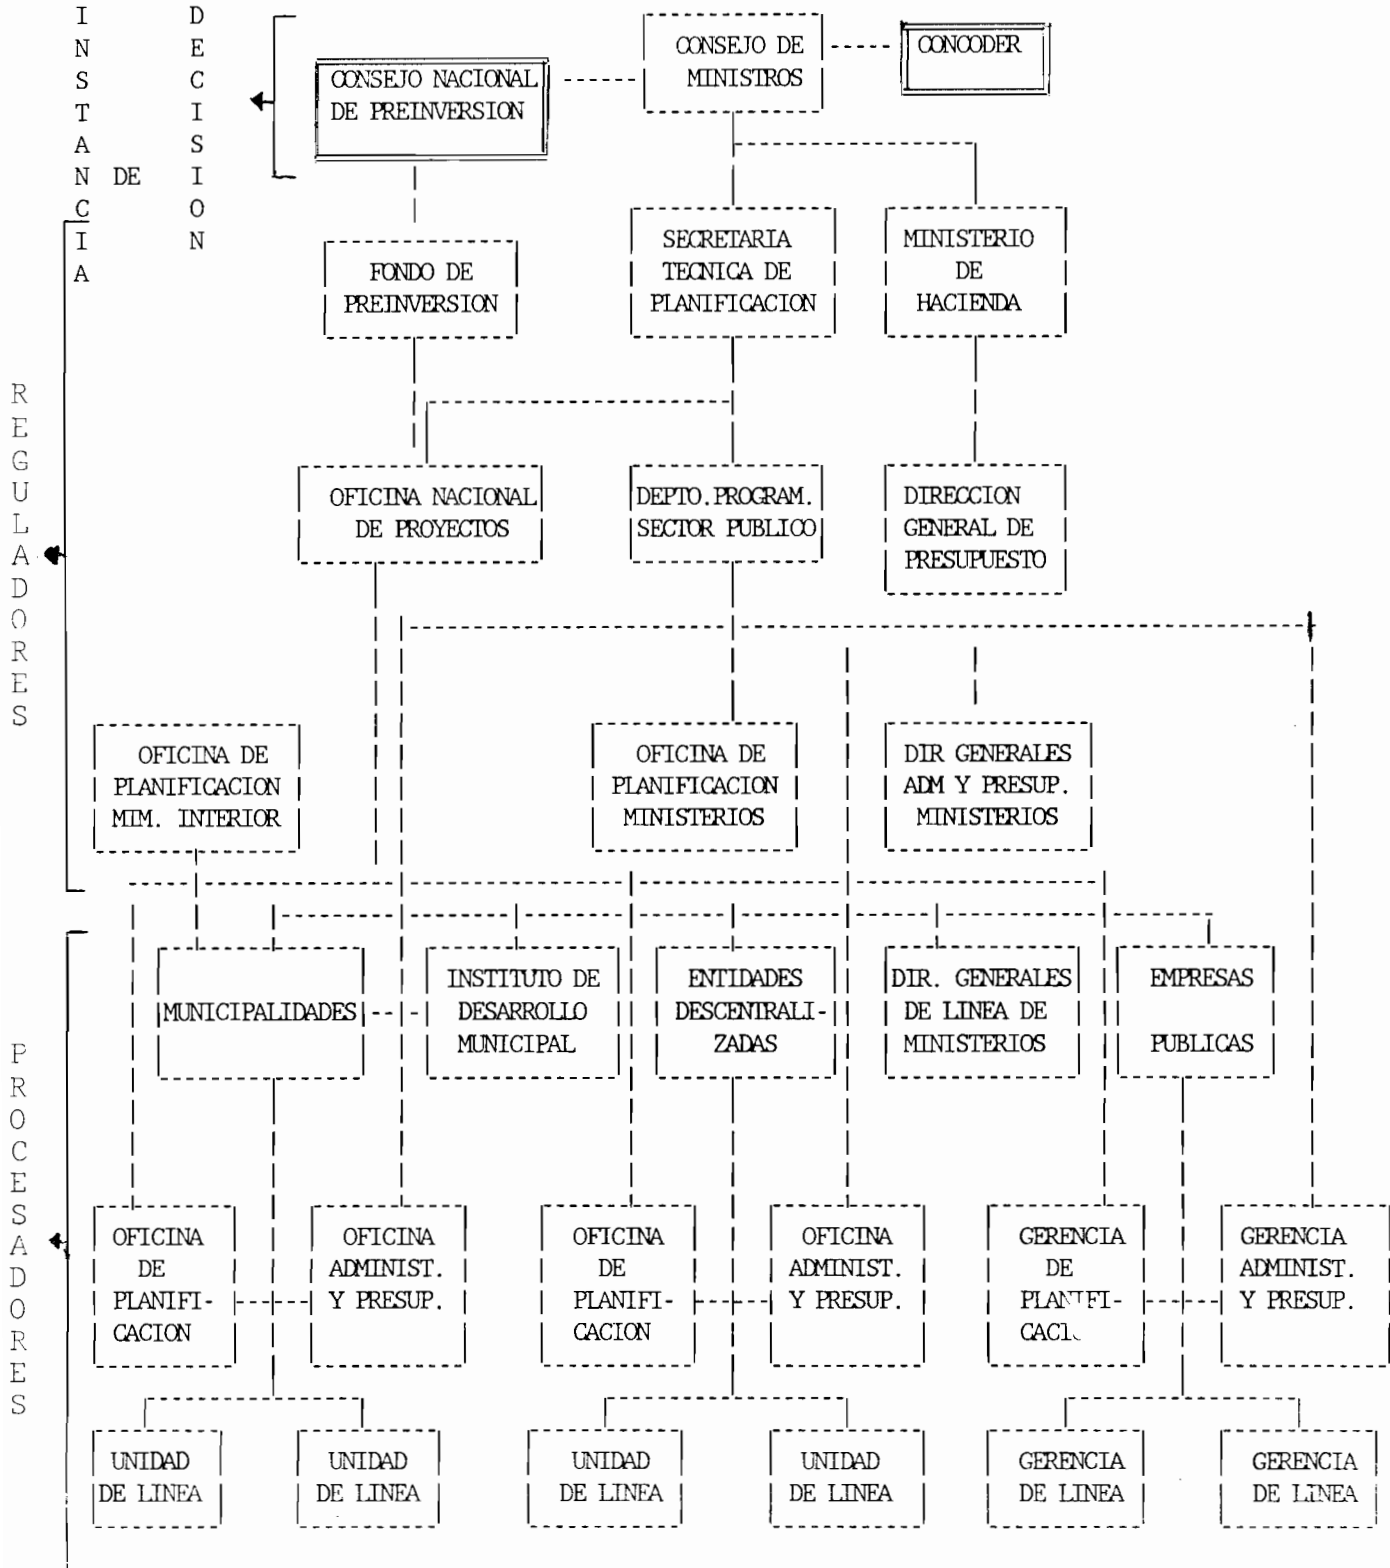 INSTANCIA
DE
DECISION
CONSEJO DE
MINISTROS
CONCODER
CONSEJO NACIONAL
DE PREINVERSION
REGULADORES
FONDO DE
PREINVERSION
SECRETARIA
TECNICA DE
PLANIFICACION
MINISTERIO
DE
HACIENDA
OFICINA NACIONAL
DE PROYECTOS
DEPTO.PROGRAM.
SECTOR PUBLICO
DIRECCION
GENERAL DE
PRESUPUESTO
OFICINA DE
PLANIFICACION
MIM. INTERIOR
OFICINA DE
PLANIFICACION
MINISTERIOS
DIR GENERALES
ADM Y PRESUP.
MINISTERIOS
PROCESADORES
MUNICIPALIDADES
INSTITUTO DE
DESARROLLO
MUNICIPAL
ENTIDADES
DESCENTRALI-
ZADAS
DIR. GENERALES
DE LINEA DE
MINISTERIOS
EMPRESAS
PUBLICAS
OFICINA
DE
PLANIFI-
CACION
OFICINA
ADMINIST.
Y PRESUP.
OFICINA
DE
PLANIFI-
CACION
OFICINA
ADMINIST.
Y PRESUP.
GERENCIA
DE
PLANIFI-
GERENCIA
ADMINIST.
Y PRESUP.
UNIDAD
DE LINEA
UNIDAD
DE LINEA
UNIDAD
DE LINEA
UNIDAD
DE LINEA
GERENCIA
DE LINEA
GERENCIA
DE LINEA